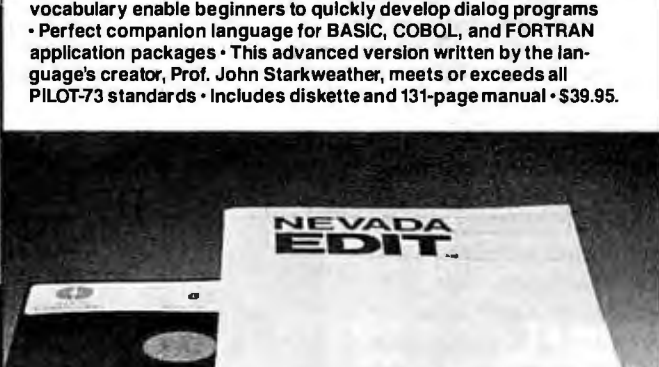 vocabulary enable beginners to quickly develop dialog programs
• Perfect companion language for BASIC, COBOL, and FORTRAN
application packages • This advanced version written by the lan-
guage's creator, Prof. John Starkweather, meets or exceeds all
PILOT-73 standards • Includes diskette and 131-page manual • $39.95.
NEVADA
EDIT